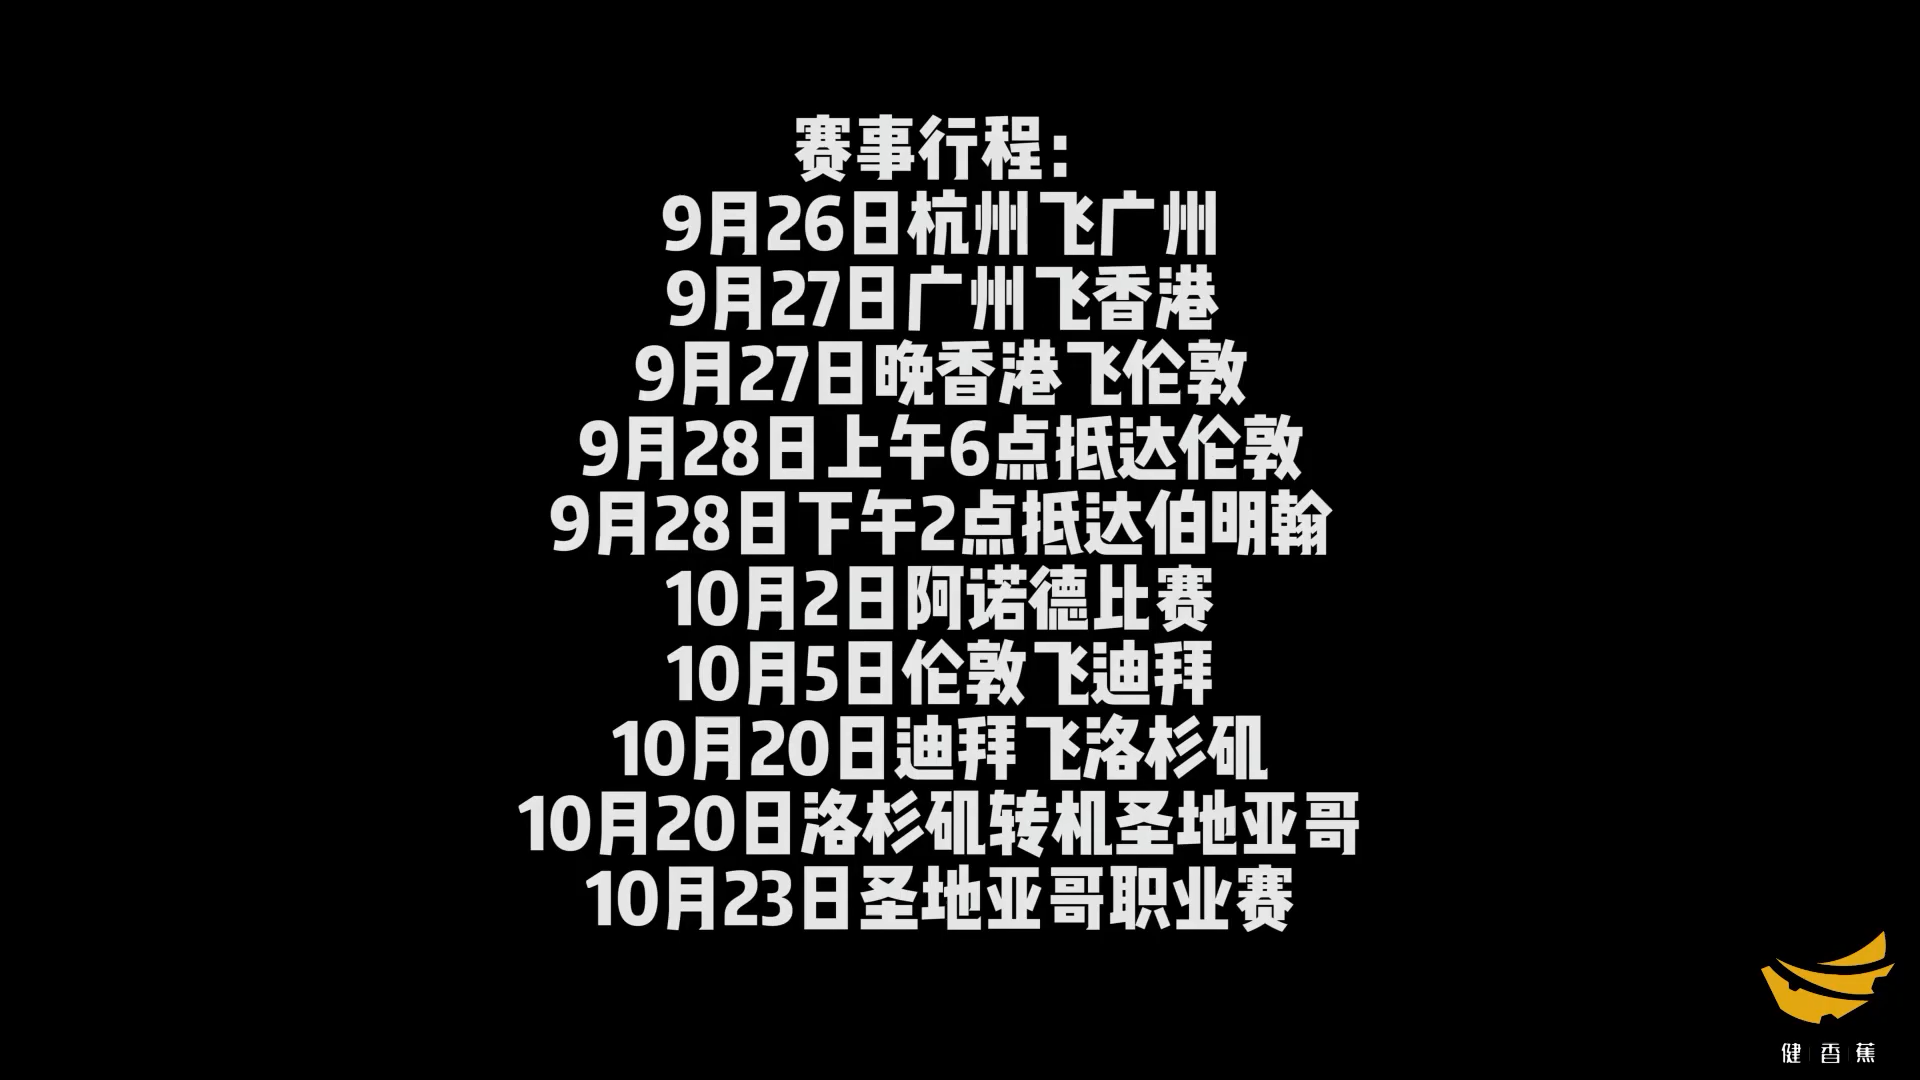 赛事行程:
9月26日杭州飞广州
9月27日广州飞香港
9月27日晚香港飞伦敦
9月28日上午6点抵达伦敦
9月28日下午2点抵达伯明翰
10月2日阿诺德比赛
10月5日伦敦飞迪拜
10月20日迪拜飞洛杉矶
10月20日洛杉矶转机圣地亚哥
10月23日圣地亚哥职业赛
健香蕉